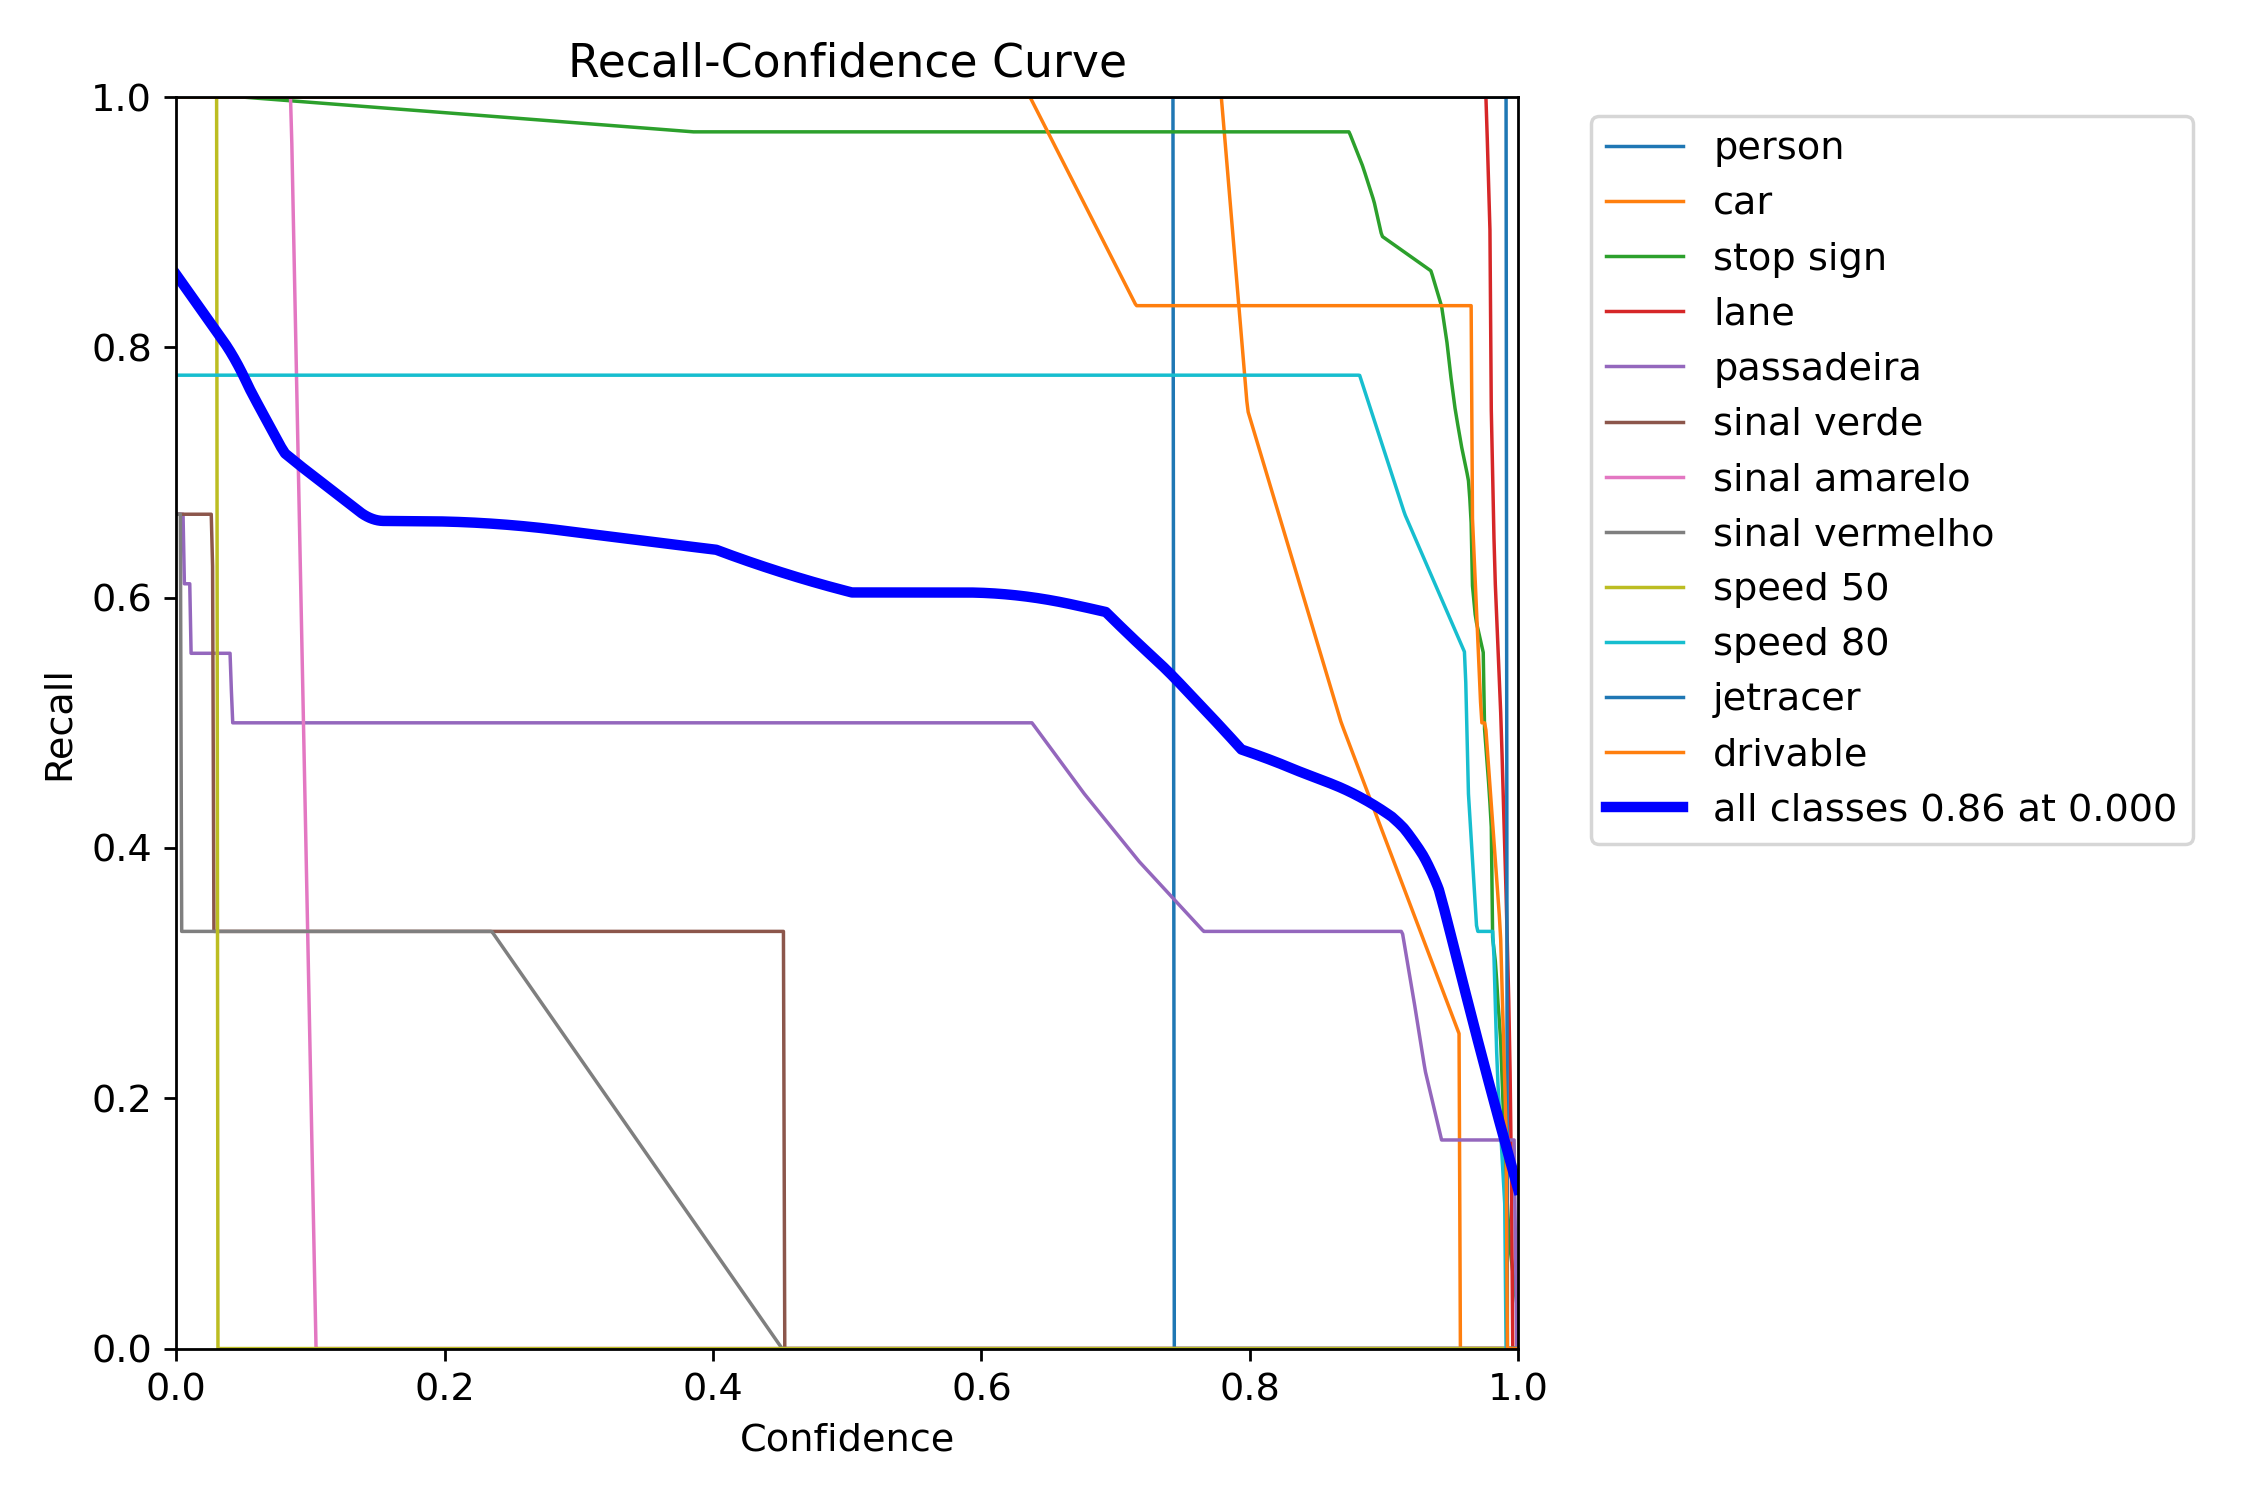 Recall-Confidence Curve
1.0
0.8
0.6
0.4
0.2
0.0
Recall
0.0 0.2 0.4 0.6 0.8 1.0
Confidence
person
car
stop sign
lane
passadeira
sinal verde
sinal amarelo
sinal vermelho
speed 50
speed 80
jetracer
drivable
all classes 0.86 at 0.000